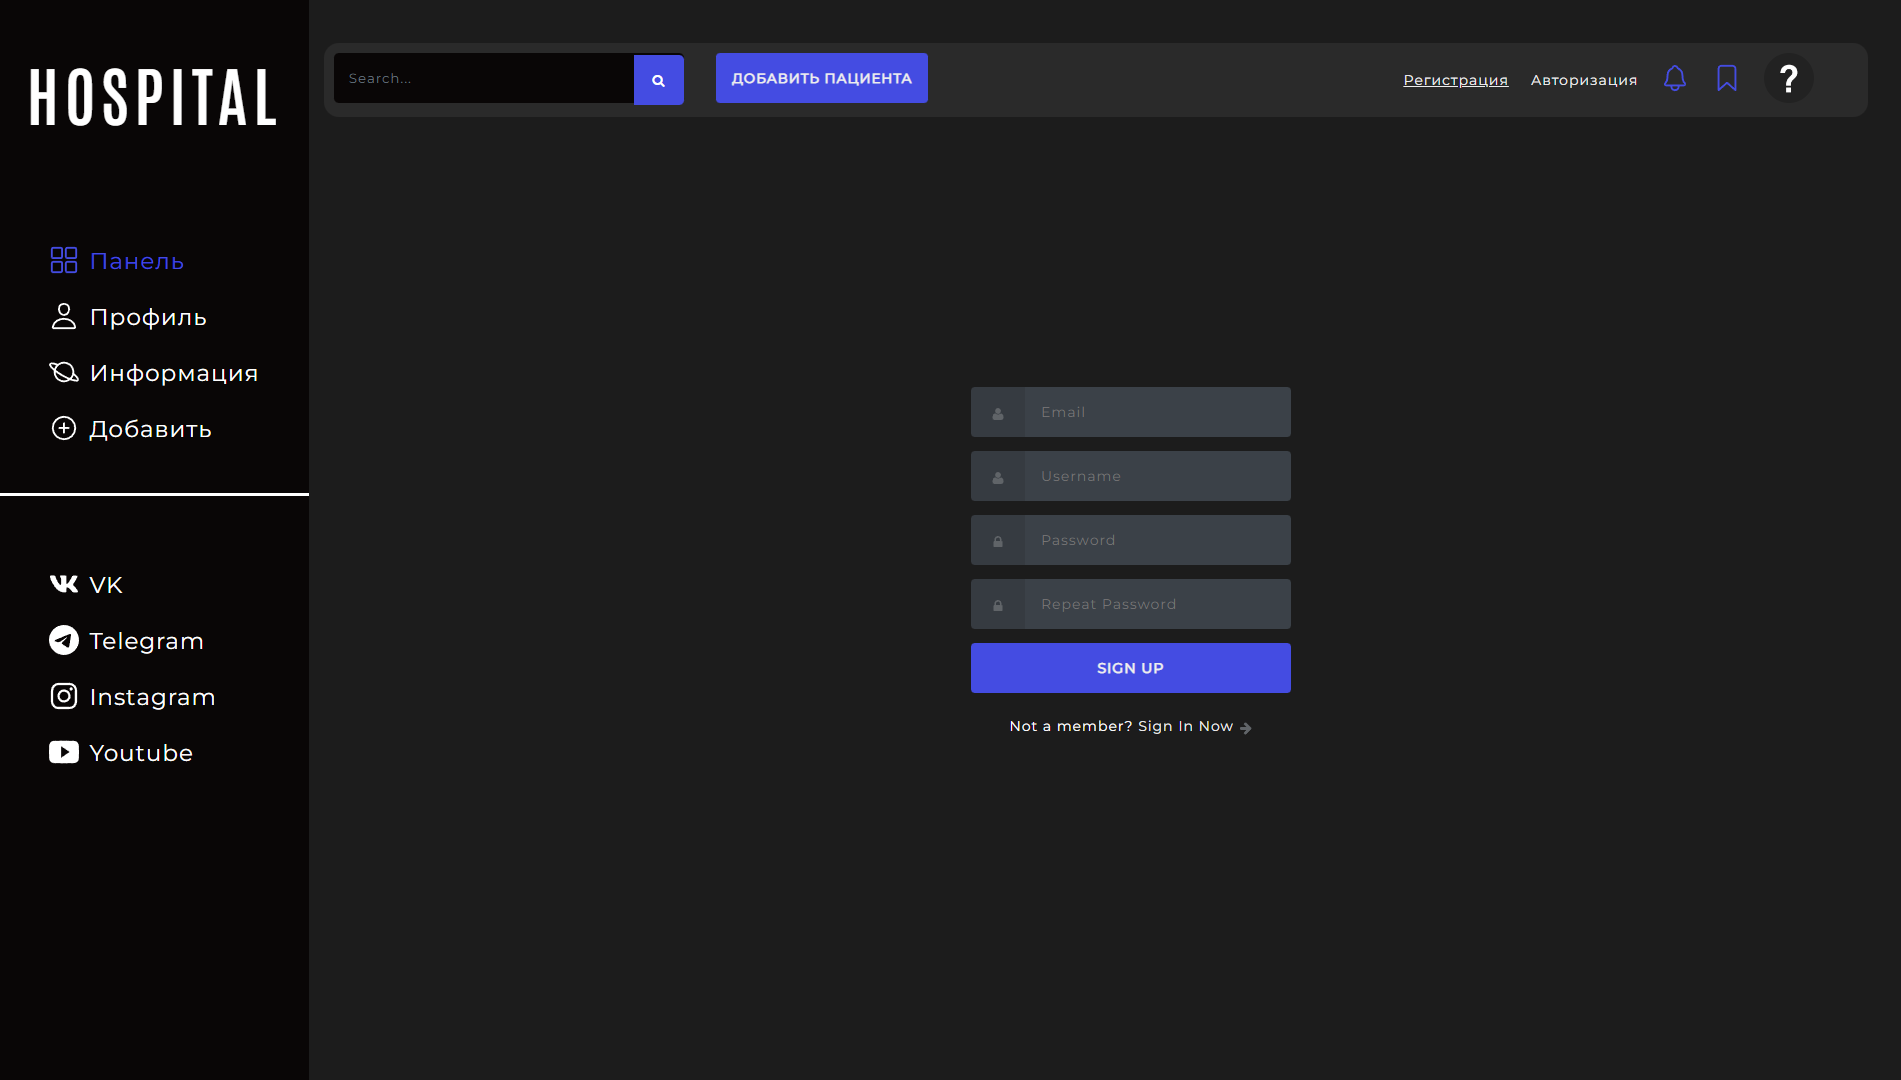 HOSPITAL
Панель
Профиль
Информация
Добавить
VK
Telegram
Instagram
Youtube
Search...
ДОБАВИТЬ ПАЦИЕНТА
Регистрация
Авторизация
?
Email
Username
Password
Repeat Password
SIGN UP
Not a member? Sign In Now